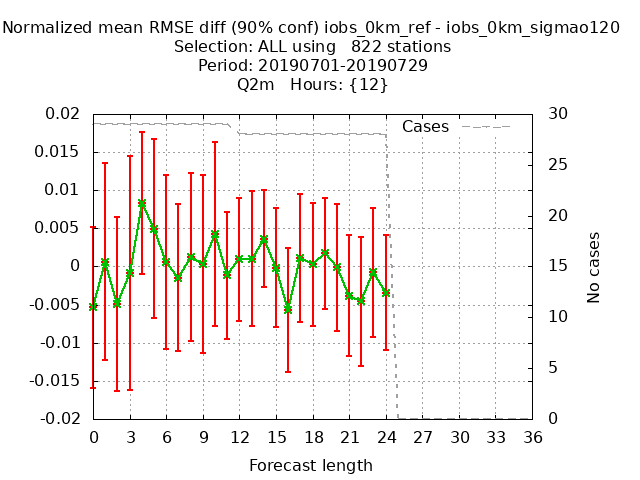 Normalized mean RMSE diff (90% conf) iobs_0km_ref - iobs_0km_sigmao120
Selection: ALL using   822 stations
Period: 20190701-20190729
Q2m   Hours: {12}
0.02
0.015
0.01
0.005
0
-0.005
-0.01
-0.015
-0.02
Cases
30
25
20
15
10
5
0
No cases
0 3 6 9 12 15 18 21 24 27 30 33 36
Forecast length